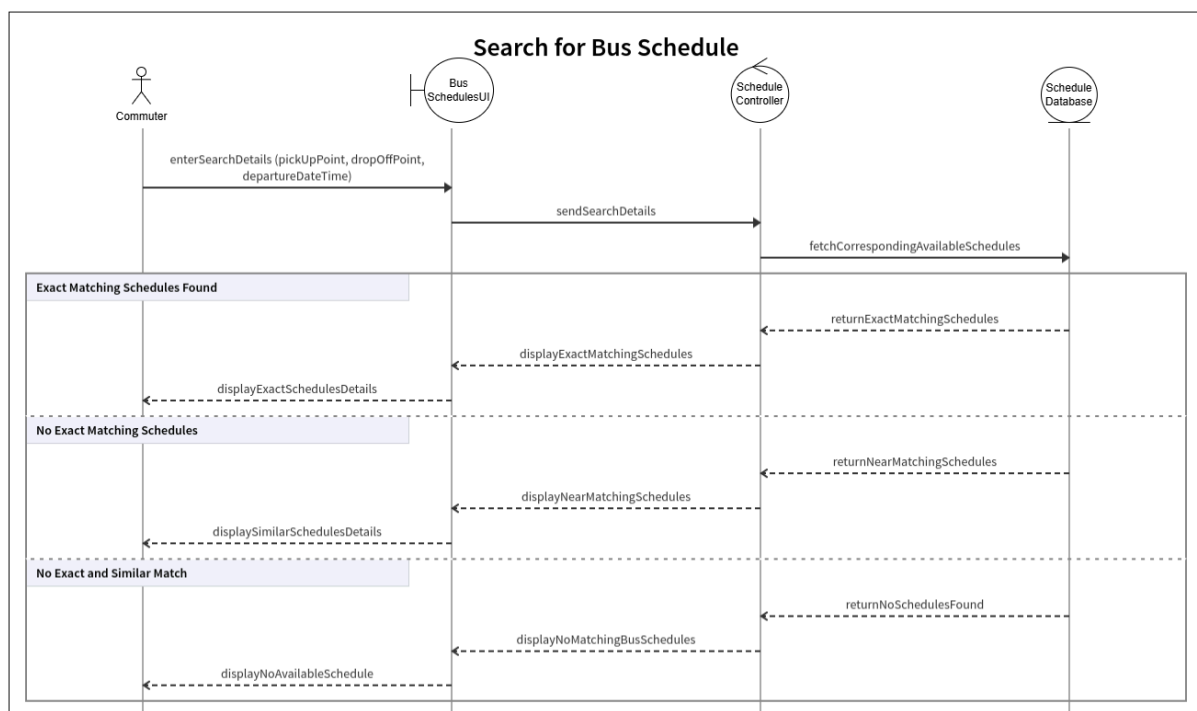 Search for Bus Schedule
Commuter
Bus
SchedulesUI
Schedule
Controller
Schedule
Database
enterSearchDetails (pickUpPoint, dropOffPoint,
departureDateTime)
sendSearchDetails
fetchCorrespondingAvailableSchedules
Exact Matching Schedules Found
returnExactMatchingSchedules
displayExactMatchingSchedules
displayExactSchedulesDetails
No Exact Matching Schedules
returnNearMatchingSchedules
displayNearMatchingSchedules
displaySimilarSchedulesDetails
No Exact and Similar Match
returnNoSchedulesFound
displayNoMatchingBusSchedules
displayNoAvailableSchedule